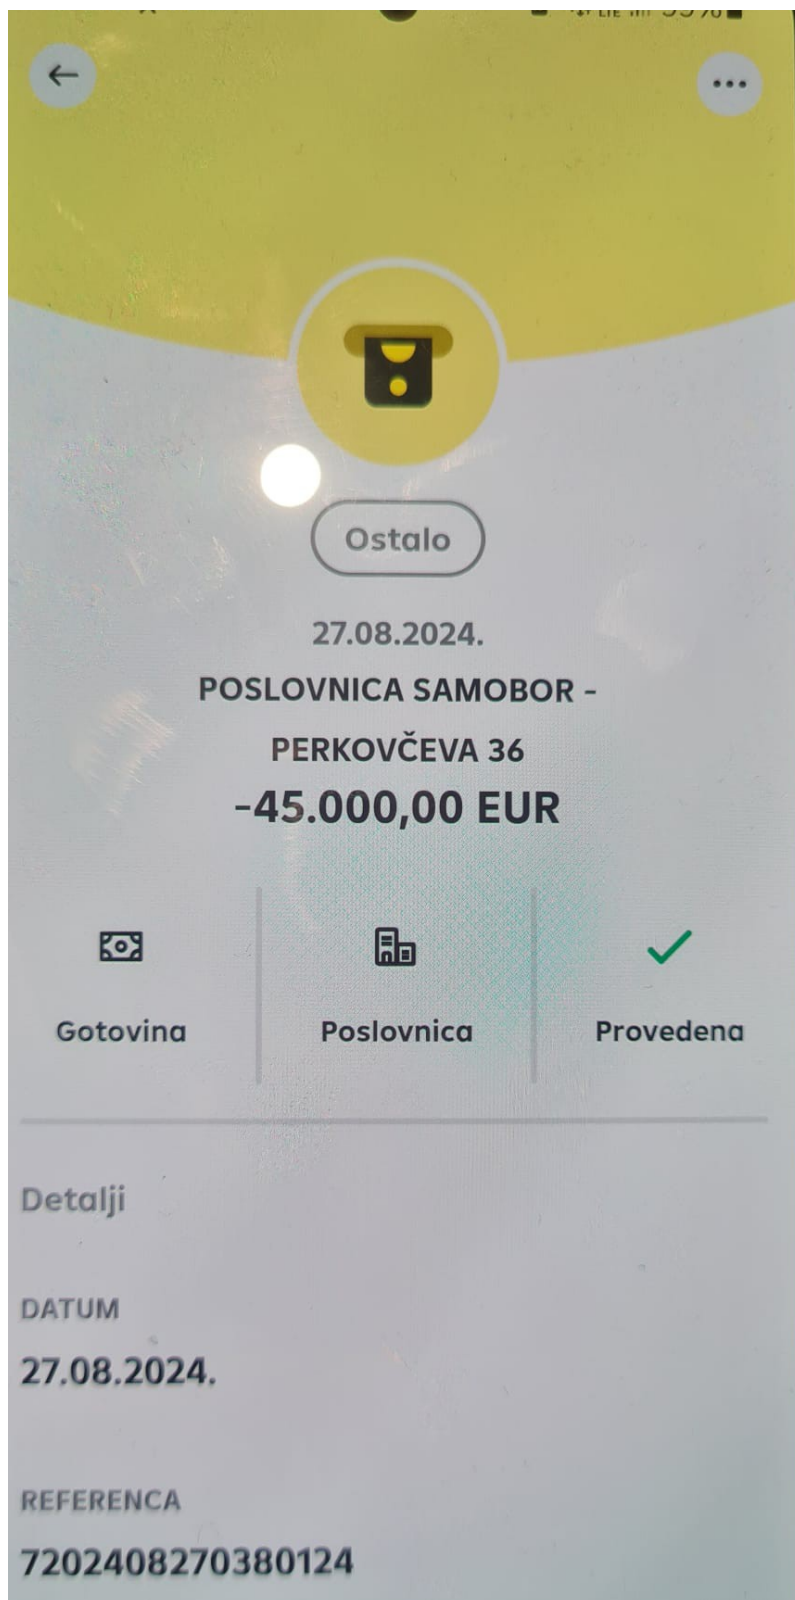 Ostalo
27.08.2024.
POSLOVNICA SAMOBOR -
PERKOVČEVA 36
-45.000,00 EUR
Gotovina
Poslovnica
Provedena
Detalji
DATUM
27.08.2024.
REFERENCA
7202408270380124